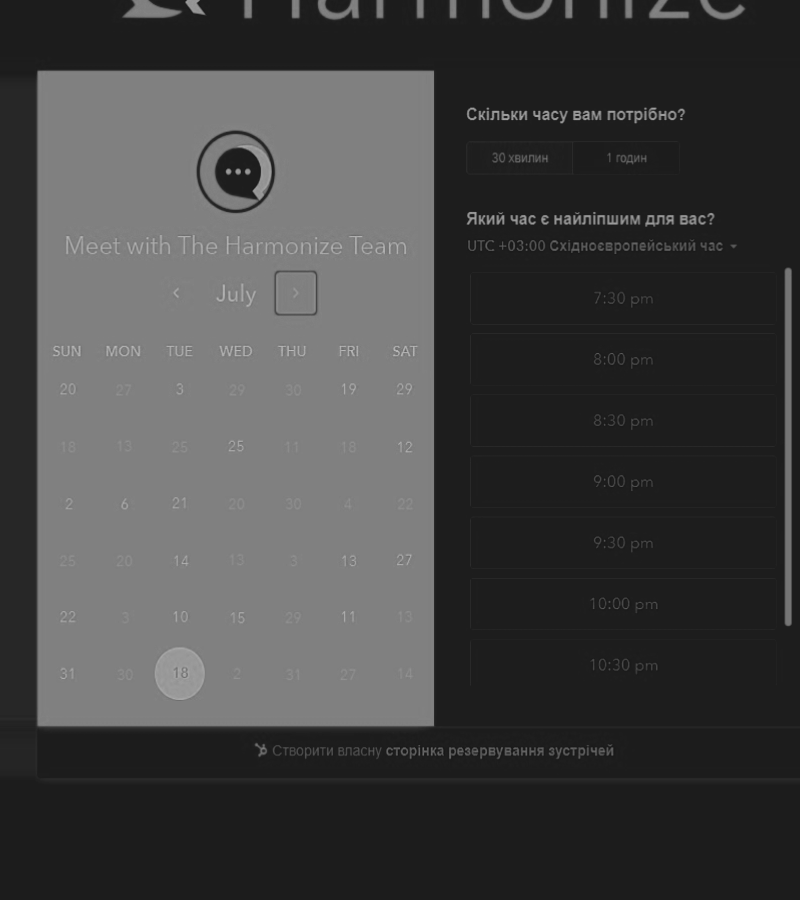 Harmonize
Meet with The Harmonize Team
July
SUN MON TUE WED THU FRI SAT
20 27 3 29 30 19 29
18 13 25 25 11 18 12
2 6 21 20 30 4 22
25 20 14 13 3 13 27
22 3 10 15 29 11 13
31 30 18 2 31 27 14
Скільки часу вам потрібно?
30 хвилин 1 годин
Який час є найліпшим для вас?
UTC +03:00 Східноєвропейський час
7:30 pm
8:00 pm
8:30 pm
9:00 pm
9:30 pm
10:00 pm
10:30 pm
Створити власну сторінка резервування зустрічей